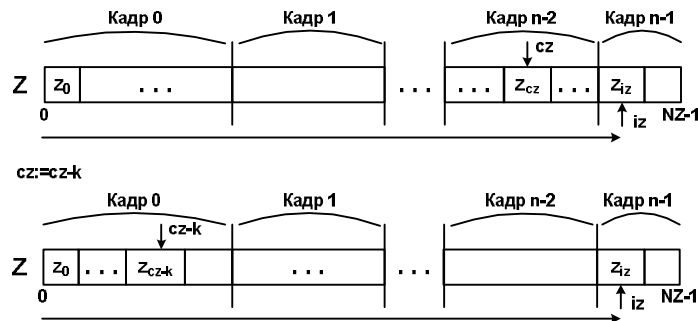 Кадр 0 Кадр 1 Кадр n-2 Кадр n-1
cz
Z z0 ... ... ... zcz ... ziz
0 iz NZ-1
cz:=cz-k
Кадр 0 Кадр 1 Кадр n-2 Кадр n-1
cz-k
Z z0 ... zcz-k ... ... ziz
0 iz NZ-1